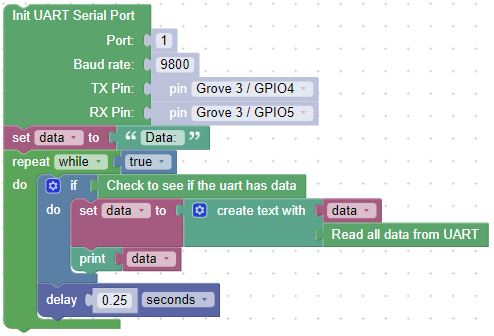 Init UART Serial Port
Port: 1
Baud rate: 9800
TX Pin: pin Grove 3 / GPIO4
RX Pin: pin Grove 3 / GPIO5
set data to “ Data: ”
repeat while true
do if Check to see if the uart has data
do set data to create text with data
Read all data from UART
print data
delay 0.25 seconds